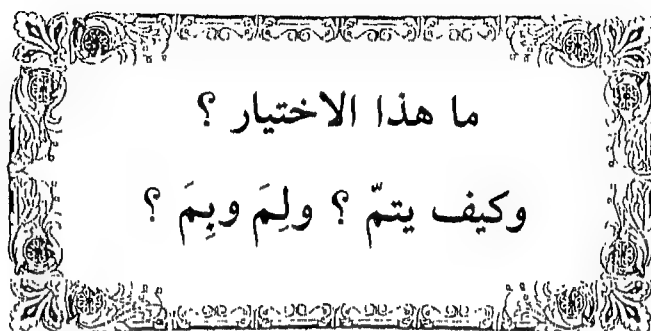 ما هذا الاختيار ؟
وكيف يتمّ ؟ ولِمَ وبِمَ ؟